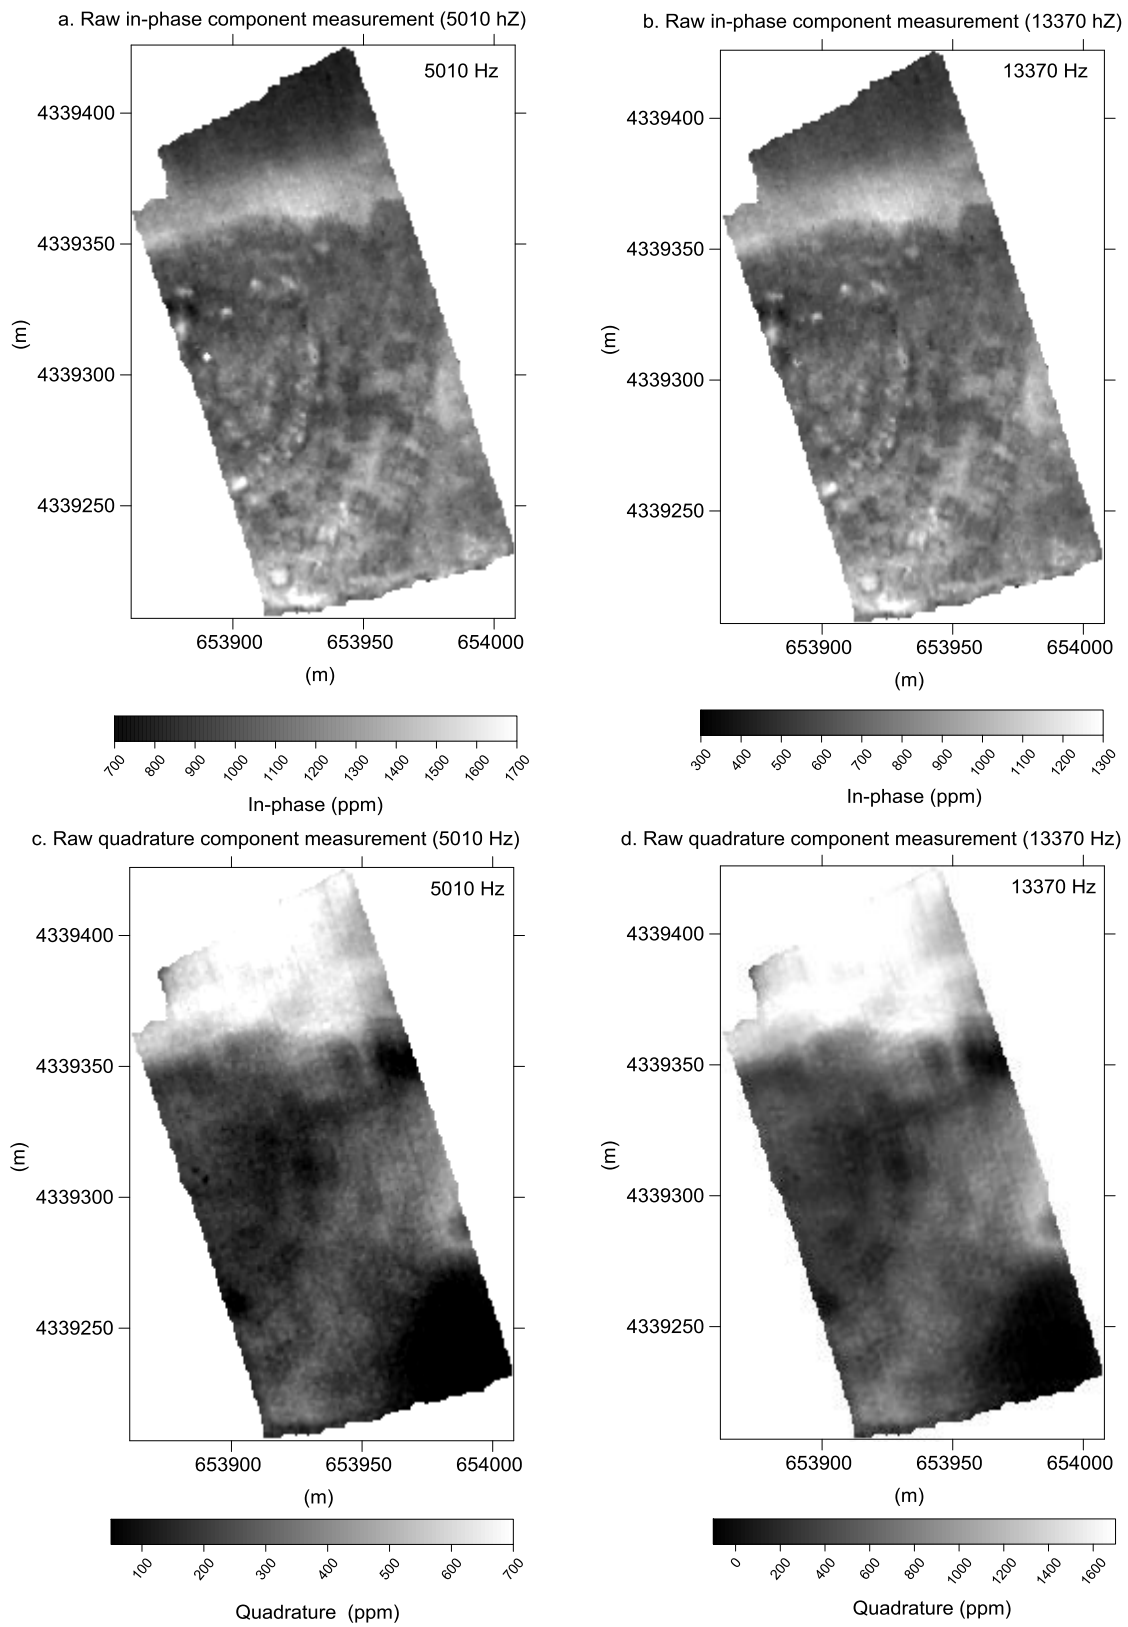 a. Raw in-phase component measurement (5010 hZ)
5010 Hz
4339400
4339350
4339300
4339250
(m)
653900 653950 654000
(m)
700 800 900 1000 1100 1200 1300 1400 1500 1600 1700
In-phase (ppm)
b. Raw in-phase component measurement (13370 hZ)
13370 Hz
4339400
4339350
4339300
4339250
(m)
653900 653950 654000
(m)
300 400 500 600 700 800 900 1000 1100 1200 1300
In-phase (ppm)
c. Raw quadrature component measurement (5010 Hz)
5010 Hz
4339400
4339350
4339300
4339250
(m)
653900 653950 654000
(m)
100 200 300 400 500 600 700
Quadrature (ppm)
d. Raw quadrature component measurement (13370 Hz)
13370 Hz
4339400
4339350
4339300
4339250
(m)
653900 653950 654000
(m)
0 200 400 600 800 1000 1200 1400 1600
Quadrature (ppm)